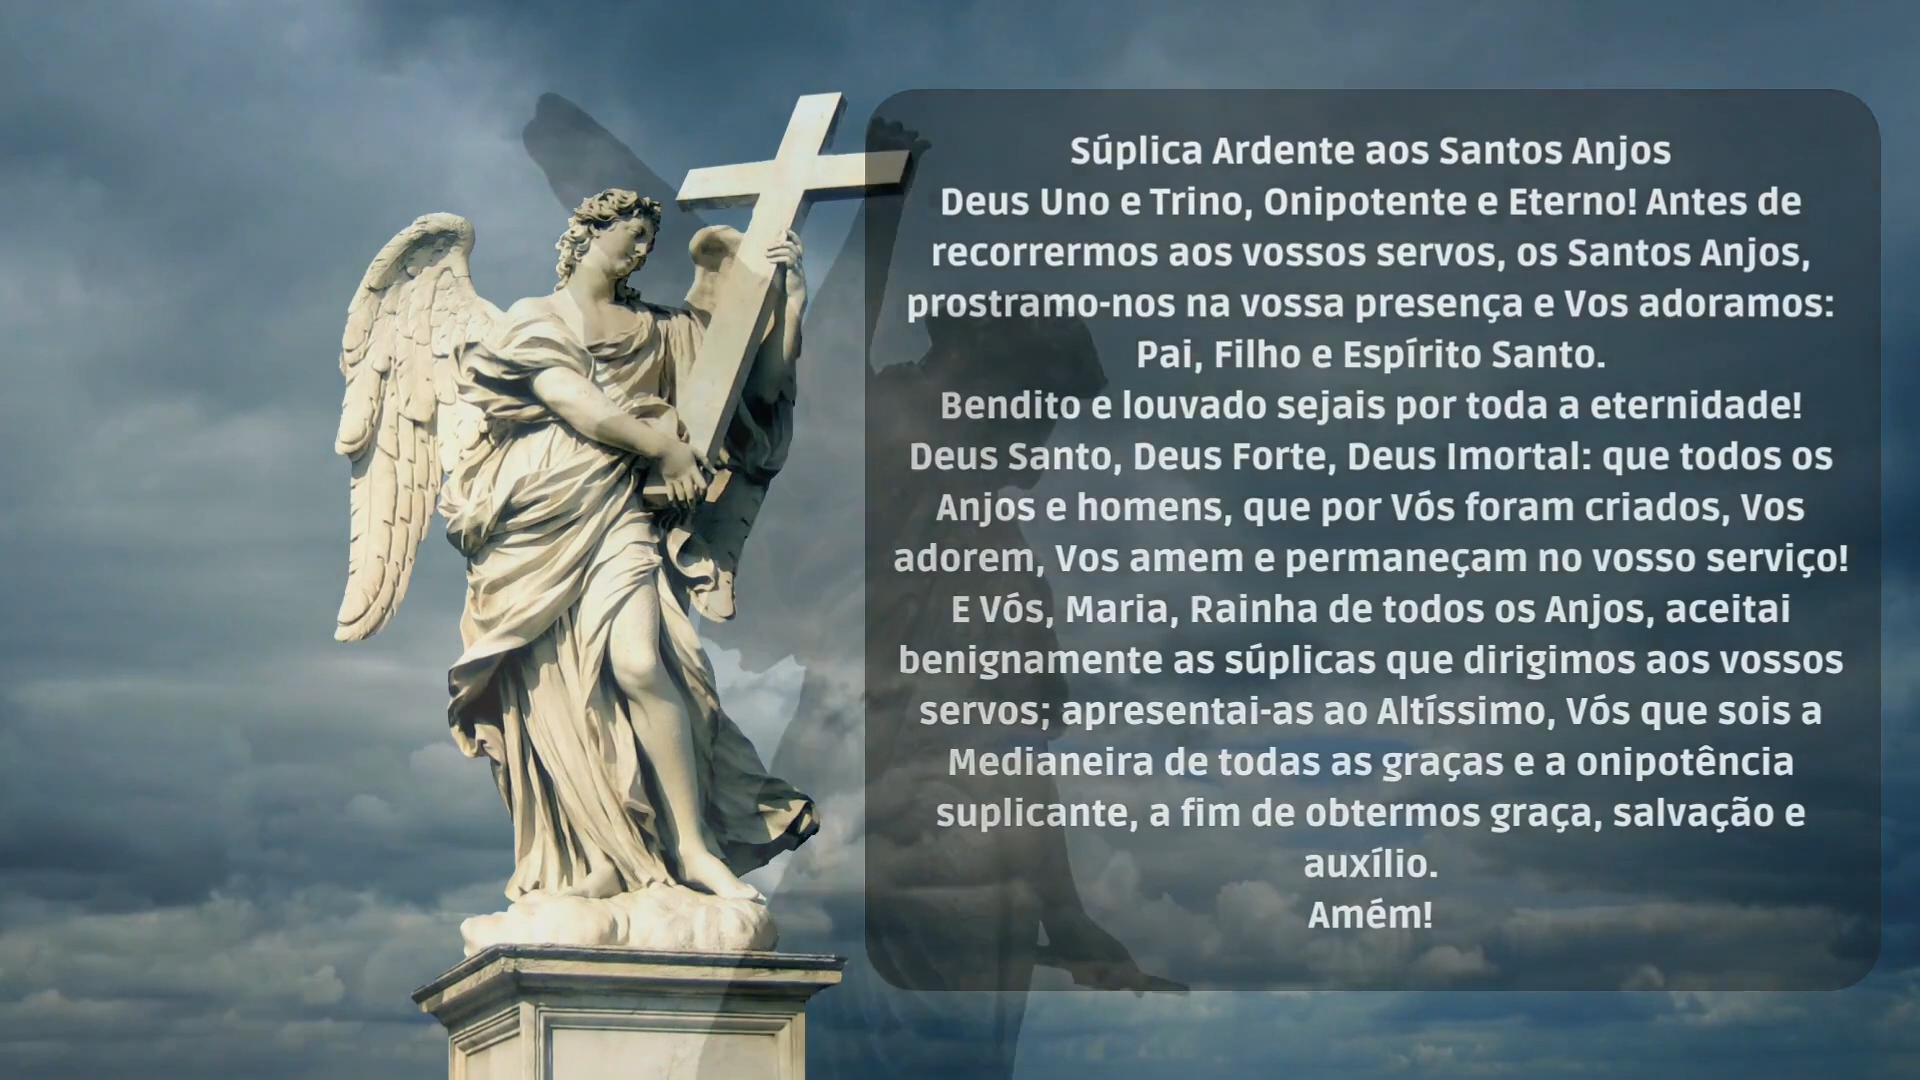 Súplica Ardente aos Santos Anjos
Deus Uno e Trino, Onipotente e Eterno! Antes de
recorrermos aos vossos servos, os Santos Anjos,
prostramo-nos na vossa presença e Vos adoramos:
Pai, Filho e Espírito Santo.
Bendito e louvado sejais por toda a eternidade!
Deus Santo, Deus Forte, Deus Imortal: que todos os
Anjos e homens, que por Vós foram criados, Vos
adorem, Vos amem e permaneçam no vosso serviço!
E Vós, Maria, Rainha de todos os Anjos, aceitai
benignamente as súplicas que dirigimos aos vossos
servos; apresentai-as ao Altíssimo, Vós que sois a
Medianeira de todas as graças e a onipotência
suplicante, a fim de obtermos graça, salvação e
auxílio.
Amém!